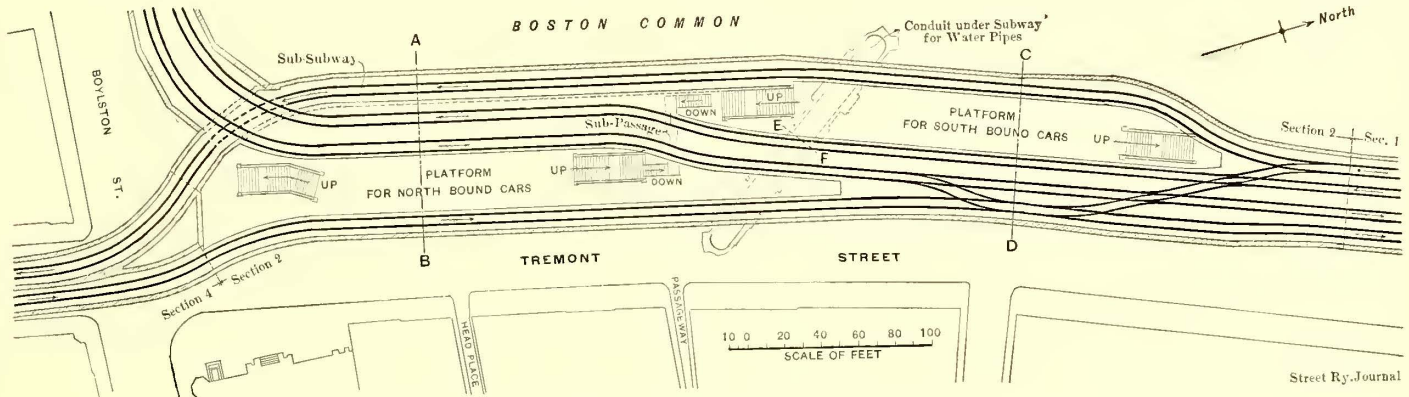 BOSTON COMMON
A
Conduit under Subway
for Water Pipes
North
BOYLSTON ST.
Sub-Subway
C
UP
DOWN
PLATFORM
FOR SOUTH BOUND CARS
UP
E
Sub-Passage
F
Section 2
Sec. 1
UP
PLATFORM
FOR NORTH BOUND CARS
UP
DOWN
B
TREMONT STREET
D
Section 4
Section 2
HEAD PLACE
PASSAGEWAY
10 0 20 40 60 80 100
SCALE OF FEET
Street Ry. Journal